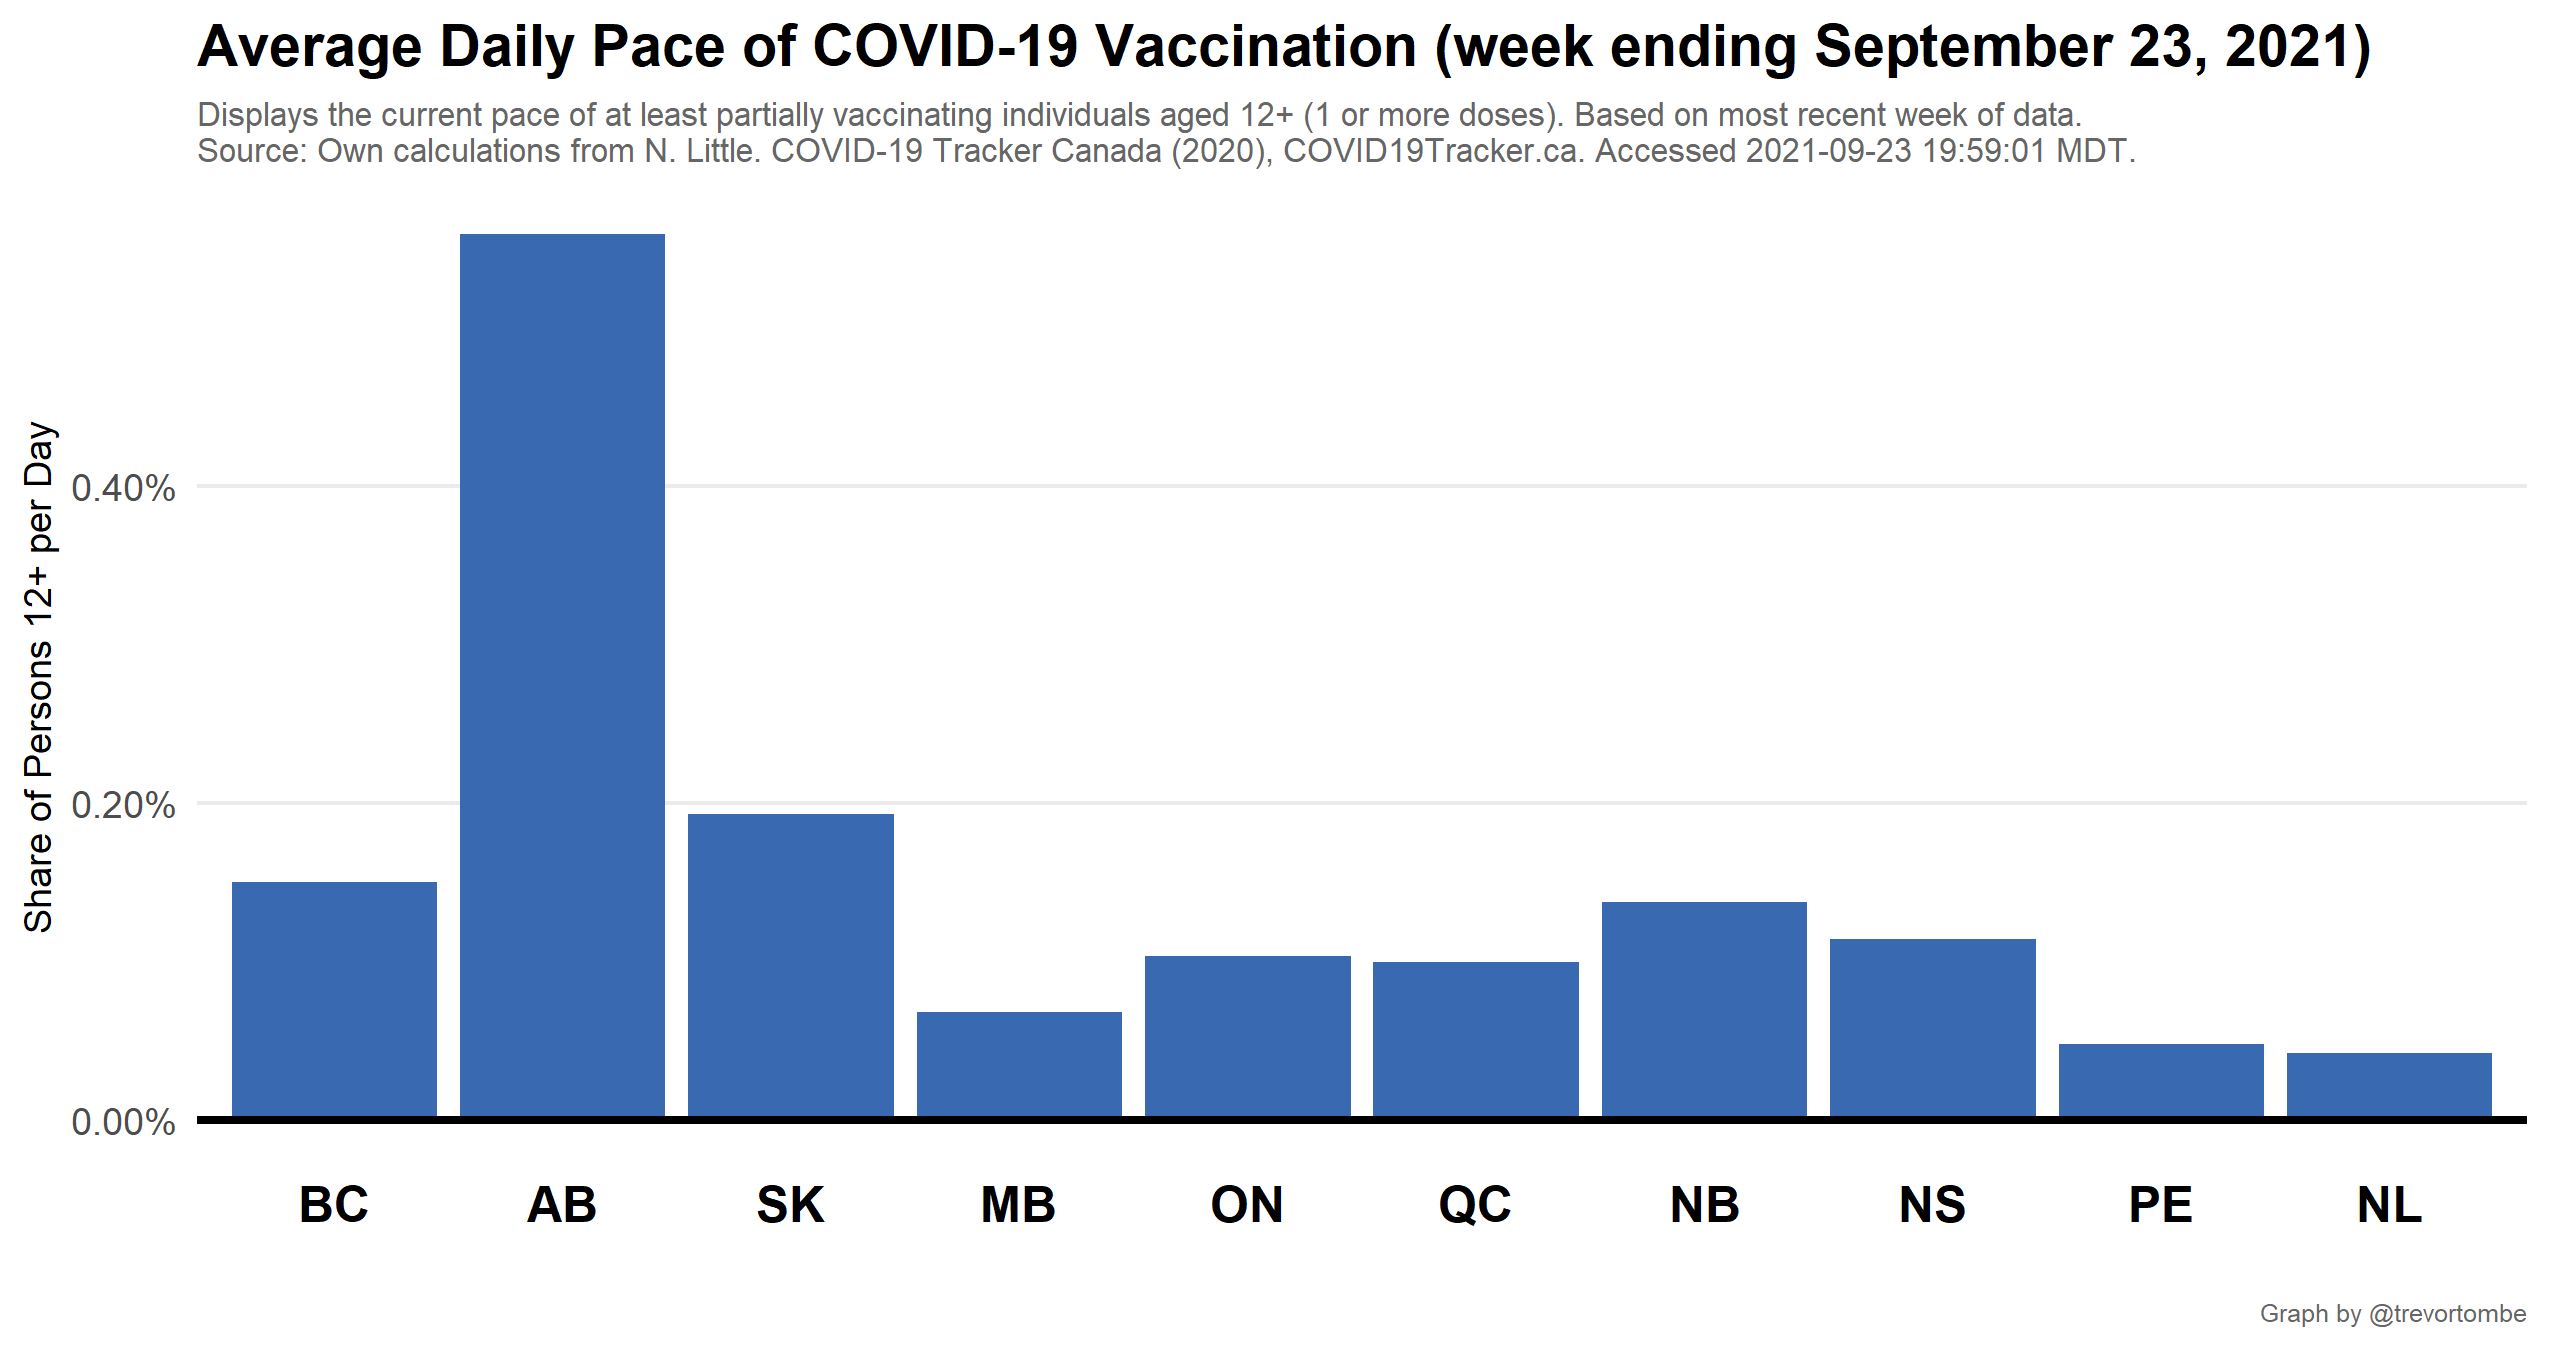 Average Daily Pace of COVID-19 Vaccination (week ending September 23, 2021)
Displays the current pace of at least partially vaccinating individuals aged 12+ (1 or more doses). Based on most recent week of data.
Source: Own calculations from N. Little. COVID-19 Tracker Canada (2020), COVID19Tracker.ca. Accessed 2021-09-23 19:59:01 MDT.
Share of Persons 12+ per Day
0.40%
0.20%
0.00%
BC AB SK MB ON QC NB NS PE NL
Graph by @trevortombe